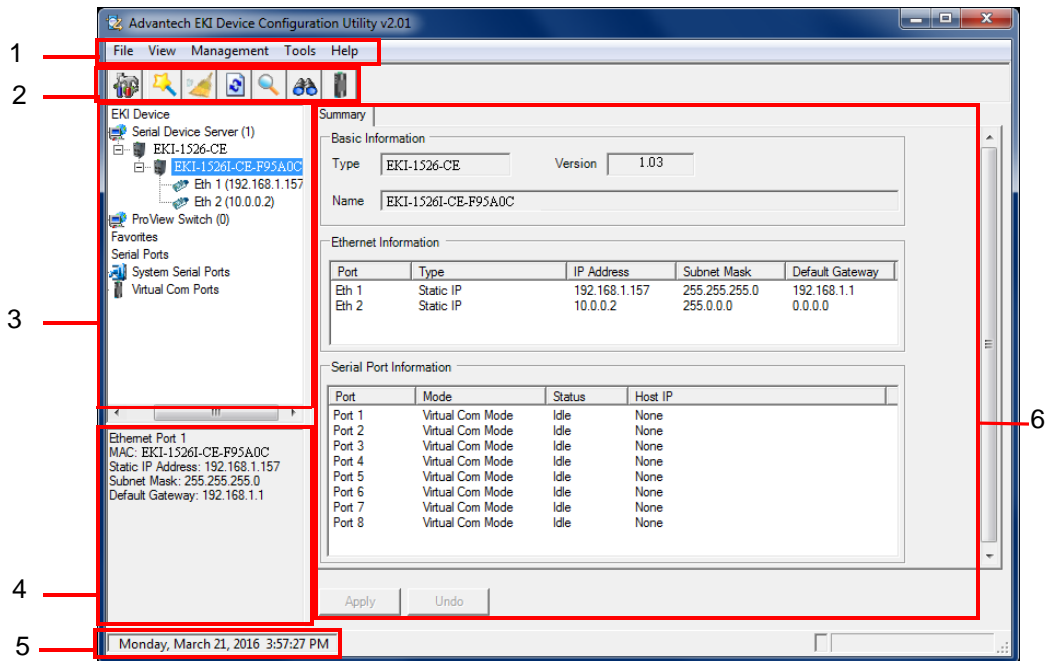 Advantech EKI Device Configuration Utility v2.01
1
File View Management Tools Help
2
EKI Device
Serial Device Server (1)
EKI-1526-CE
EKI-1526I-CE-F95A0C
Eth 1 (192.168.1.157
Eth 2 (10.0.0.2)
ProView Switch (0)
Favorites
Serial Ports
System Serial Ports
Virtual Com Ports
3
Ethernet Port 1
MAC: EKI-1526I-CE-F95A0C
Static IP Address: 192.168.1.157
Subnet Mask: 255.255.255.0
Default Gateway: 192.168.1.1
4
Summary
Basic Information
Type EKI-1526-CE Version 1.03
Name EKI-1526I-CE-F95A0C
Ethernet Information
Port Type IP Address Subnet Mask Default Gateway
Eth 1 Static IP 192.168.1.157 255.255.255.0 192.168.1.1
Eth 2 Static IP 10.0.0.2 255.0.0.0 0.0.0.0
Serial Port Information
Port Mode Status Host IP
Port 1 Virtual Com Mode Idle None
Port 2 Virtual Com Mode Idle None
Port 3 Virtual Com Mode Idle None
Port 4 Virtual Com Mode Idle None
Port 5 Virtual Com Mode Idle None
Port 6 Virtual Com Mode Idle None
Port 7 Virtual Com Mode Idle None
Port 8 Virtual Com Mode Idle None
6
Apply Undo
5
Monday, March 21, 2016 3:57:27 PM